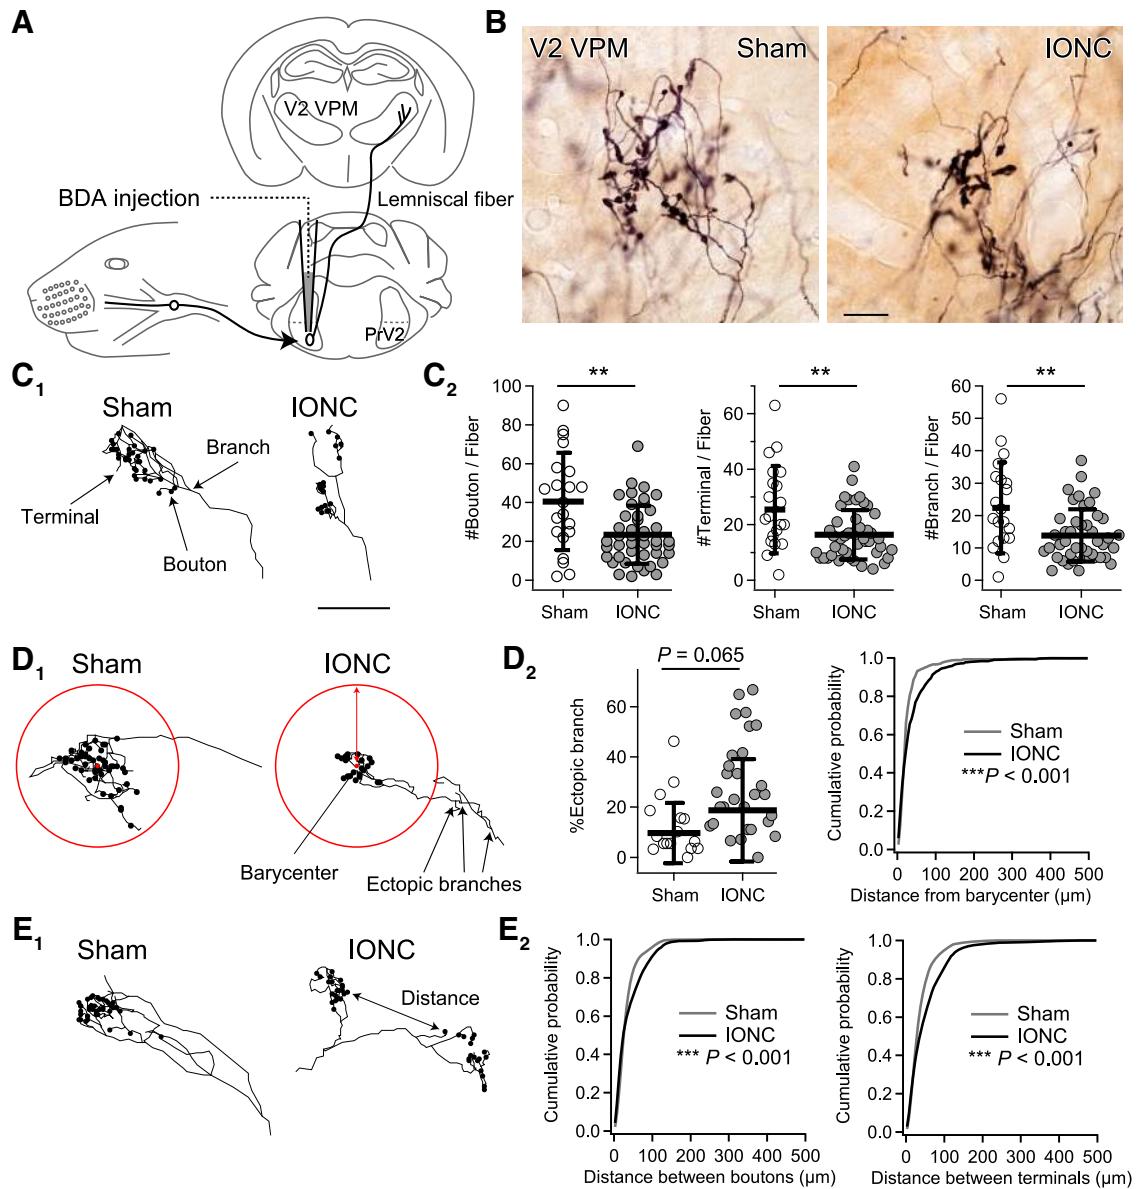 A
V2 VPM
BDA injection
Lemniscal fiber
PrV2
B
V2 VPM Sham
IONC
C1
Sham
IONC
Branch
Terminal
Bouton
C2
#Bouton / Fiber
100
80
60
40
20
0
**
Sham
IONC
#Terminal / Fiber
60
40
20
0
**
Sham
IONC
#Branch / Fiber
60
50
40
30
20
10
0
**
Sham
IONC
D1
Sham
IONC
Barycenter
Ectopic branches
D2
%Ectopic branch
60
40
20
0
P = 0.065
Sham
IONC
Cumulative probability
1.0
0.8
0.6
0.4
0.2
0.0
Sham
IONC
***P < 0.001
0 100 200 300 400 500
Distance from barycenter (µm)
E1
Sham
IONC
Distance
E2
Cumulative probability
1.0
0.8
0.6
0.4
0.2
0.0
Sham
IONC
*** P < 0.001
0 100 200 300 400 500
Distance between boutons (µm)
Cumulative probability
1.0
0.8
0.6
0.4
0.2
0.0
Sham
IONC
*** P < 0.001
0 100 200 300 400 500
Distance between terminals (µm)